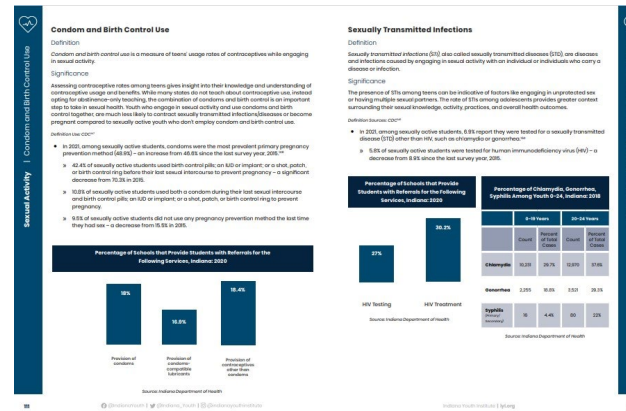 Condom and Birth Control Use
Definition
Condom and birth control use is a measure of teens' usage rates of contraceptives while engaging
in sexual activity.
Significance
Assessing contraceptive rates among teens gives insight into their knowledge and understanding of
contraceptive use and benefits. While many states do not teach about contraceptive use, instead
opting for abstinence-only teaching, the combination of condoms and birth control is an important
step to take in sexual health. Youth who engage in sexual activity and use condoms and birth
control together, are much less likely to contract sexually transmitted infections/diseases or become
pregnant compared to sexually active youth who don't employ condom and birth control use.
Definition Use: CDC
In 2021, among sexually active students, condoms were the most prevalent primary pregnancy
prevention method (48.9%) - an increase from 46.6% since the last survey year, 2015.
» 42.4% of sexually active students used birth control pills; an IUD or implant; or a shot, patch,
or birth control ring before their last sexual intercourse to prevent pregnancy – a significant
decrease from 70.3% in 2015.
» 10.8% of sexually active students used both a condom during their last sexual intercourse
and birth control pills; an IUD or implant; or a shot, patch, or birth control ring to prevent
pregnancy.
» 9.5% of sexually active students did not use any pregnancy prevention method the last time
they had sex – a decrease from 15.5% in 2015.
Percentage of Schools that Provide Students with Referrals for the
Following Services, Indiana: 2020
18%
16.9%
18.4%
Provision of
condoms
Provision of
condom-
compatible
lubricants
Provision of
contraceptives
other than
condoms
Source: Indiana Department of Health
Sexual Activity | Condom and Birth Control Use
Sexually Transmitted Infections
Definition
Sexually transmitted infections (STI) also called sexually transmitted diseases (STD), are diseases
and infections caused by engaging in sexual activity with an individual or individuals who carry a
disease or infection.
Significance
The presence of STIs among teens can be indicative of factors like engaging in unprotected sex
or having multiple sexual partners. The rate of STIs among adolescents provides greater context
surrounding their sexual knowledge, activity, practices, and overall health outcomes.
Definition Sources: CDC
In 2021, among sexually active students, 6.9% report they were tested for a sexually transmitted
disease (STD) other than HIV, such as chlamydia or gonorrhea.
» 5.8% of sexually active students were tested for human immunodeficiency virus (HIV) – a
decrease from 8.9% since the last survey year, 2015.
Percentage of Schools that Provide
Students with Referrals for the Following
Services, Indiana: 2020
27%
30.2%
HIV Testing
HIV Treatment
Source: Indiana Department of Health
Percentage of Chlamydia, Gonorrhea,
Syphilis Among Youth 0-24, Indiana: 2018
0-19 Years 20-24 Years
Count Percent of Total Cases Count Percent of Total Cases
Chlamydia 29.7% 37.6%
Gonorrhea 2,255 2,521
Syphilis (Primary/Secondary) 16 4.4% 80 22%
Source: Indiana Department of Health
Indiana Youth Institute | iyi.org